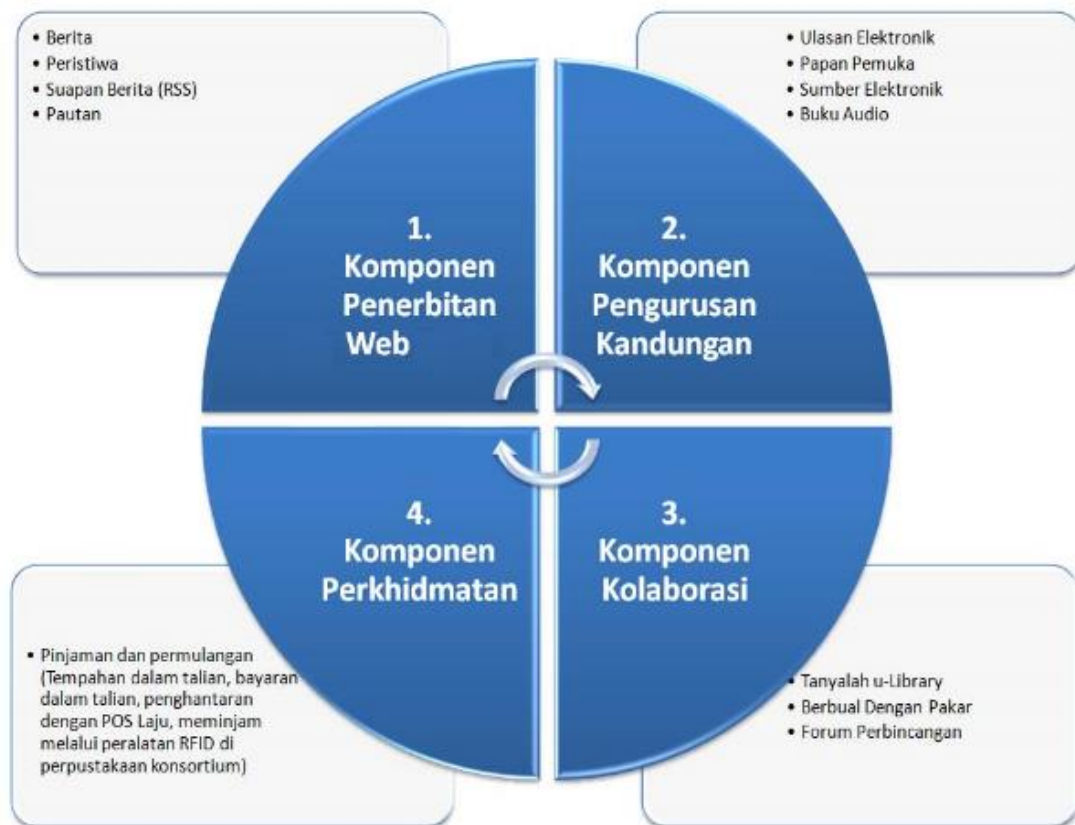 • Berita
• Peristiwa
• Suapan Berita (RSS)
• Pautan
• Ulasan Elektronik
• Papan Pemuka
• Sumber Elektronik
• Buku Audio
1.
Komponen
Penerbitan
Web
2.
Komponen
Pengurusan
Kandungan
4.
Komponen
Perkhidmatan
3.
Komponen
Kolaborasi
• Pinjaman dan permulangan
(Tempahan dalam talian, bayaran
dalam talian, penghantaran
dengan POS Laju, meminjam
melalui peralatan RFID di
perpustakaan konsortium)
• Tanyalah u-Library
• Berbual Dengan Pakar
• Forum Perbincangan